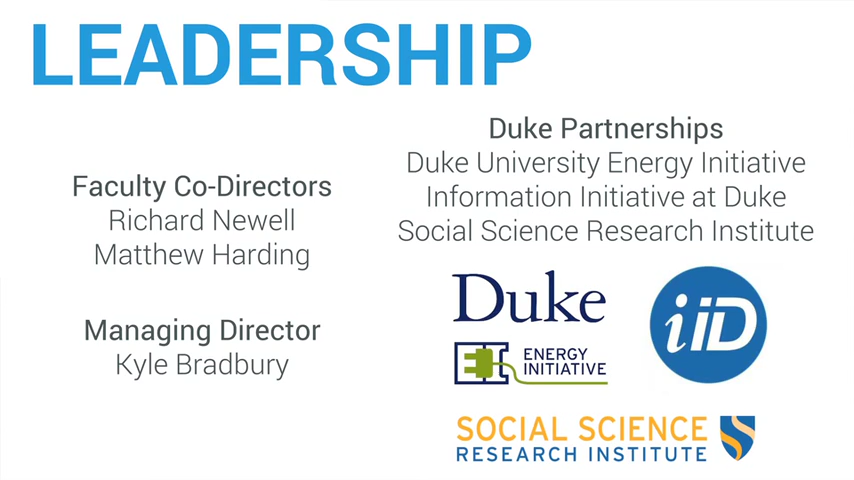 LEADERSHIP
Faculty Co-Directors
Richard Newell
Matthew Harding
Managing Director
Kyle Bradbury
Duke Partnerships
Duke University Energy Initiative
Information Initiative at Duke
Social Science Research Institute
Duke
ENERGY
INITIATIVE
iiD
SOCIAL SCIENCE
RESEARCH INSTITUTE